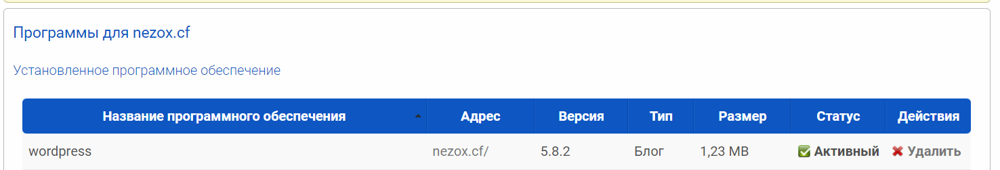 Программы для nezox.cf
Установленное программное обеспечение
Название программного обеспечения Адрес Версия Тип Размер Статус Действия
wordpress nezox.cf/ 5.8.2 Блог 1,23 MB Активный Удалить